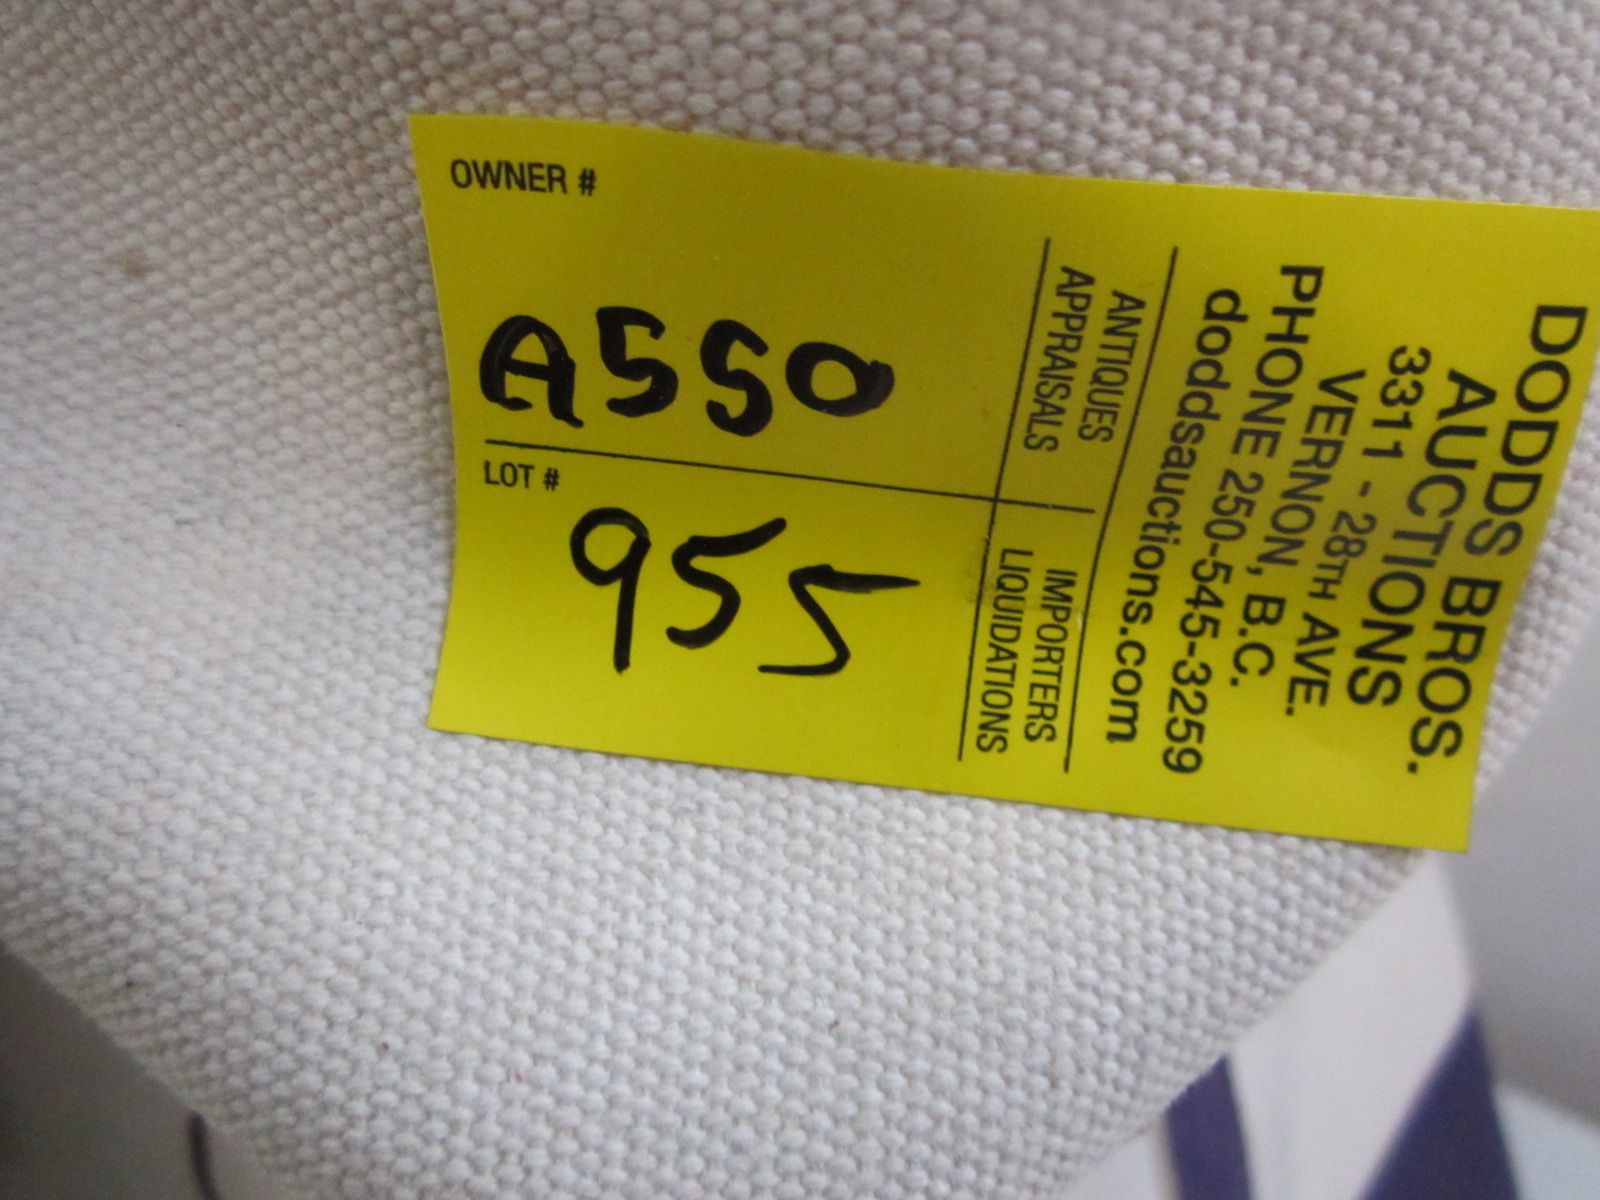 OWNER #
A550
LOT #
955
DODDS BROS.
AUCTIONS
3311 - 28TH AVE.
VERNON, B.C.
PHONE 250-545-3259
doddsauctions.com
ANTIQUES
APPRAISALS
IMPORTERS
LIQUIDATIONS